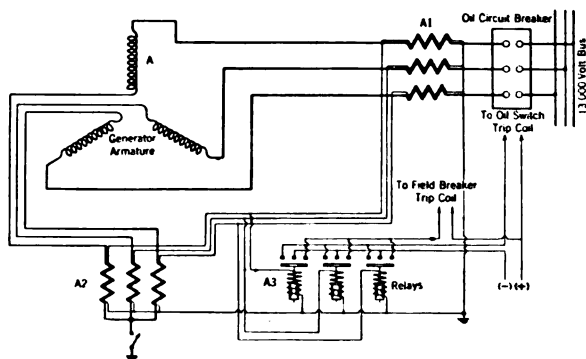 A1
Oil Circuit Breaker
A
13 000 Volt Bus
Generator
Armature
To Oil Switch
Trip Coil
To Field Breaker
Trip Coil
A2
A3
Relays
(-) (+)